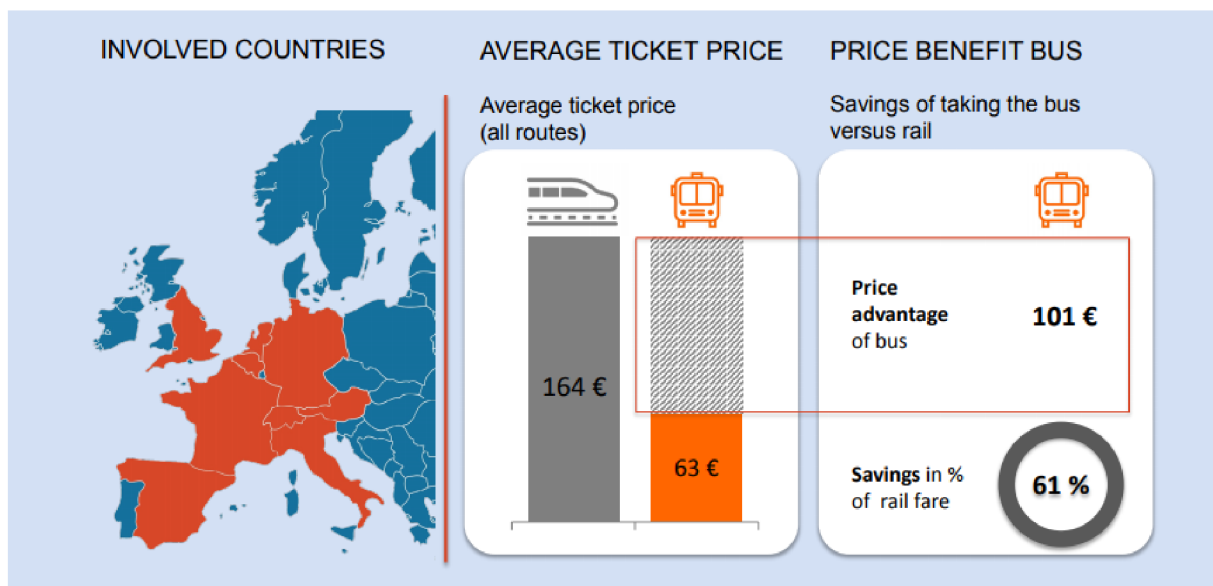 INVOLVED COUNTRIES
AVERAGE TICKET PRICE
Average ticket price
(all routes)
164 €
63 €
PRICE BENEFIT BUS
Savings of taking the bus
versus rail
Price
advantage
of bus
101 €
Savings in %
of rail fare
61 %